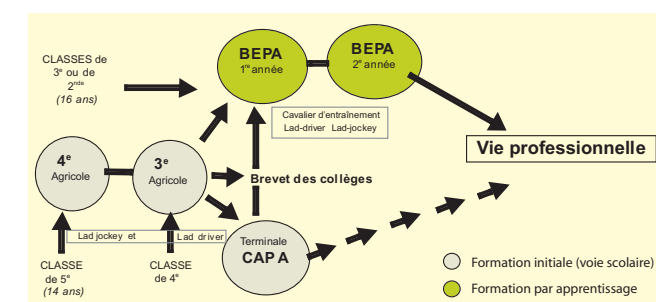 CLASSES de
3e ou de
2nde
(16 ans)
BEPA
1re année
BEPA
2e année
Cavalier d'entraînement
Lad-driver Lad-jockey
Vie professionnelle
4e
Agricole
3e
Agricole
Brevet des collèges
Lad jockey et Lad driver
Terminale
CAP A
CLASSE
de 5e
(14 ans)
CLASSE
de 4e
Formation initiale (voie scolaire)
Formation par apprentissage